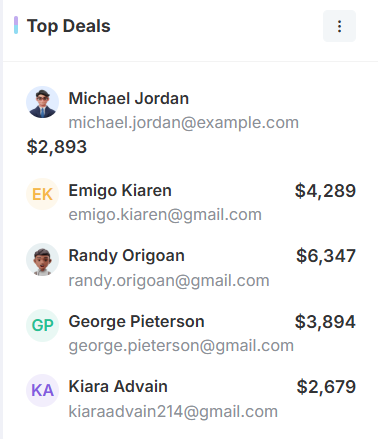 Top Deals
Michael Jordan
michael.jordan@example.com
$2,893
EK Emigo Kiaren $4,289
emigo.kiaren@gmail.com
Randy Origoan $6,347
randy.origoan@gmail.com
GP George Pieterson $3,894
george.pieterson@gmail.com
KA Kiara Advain $2,679
kiaraadvain214@gmail.com